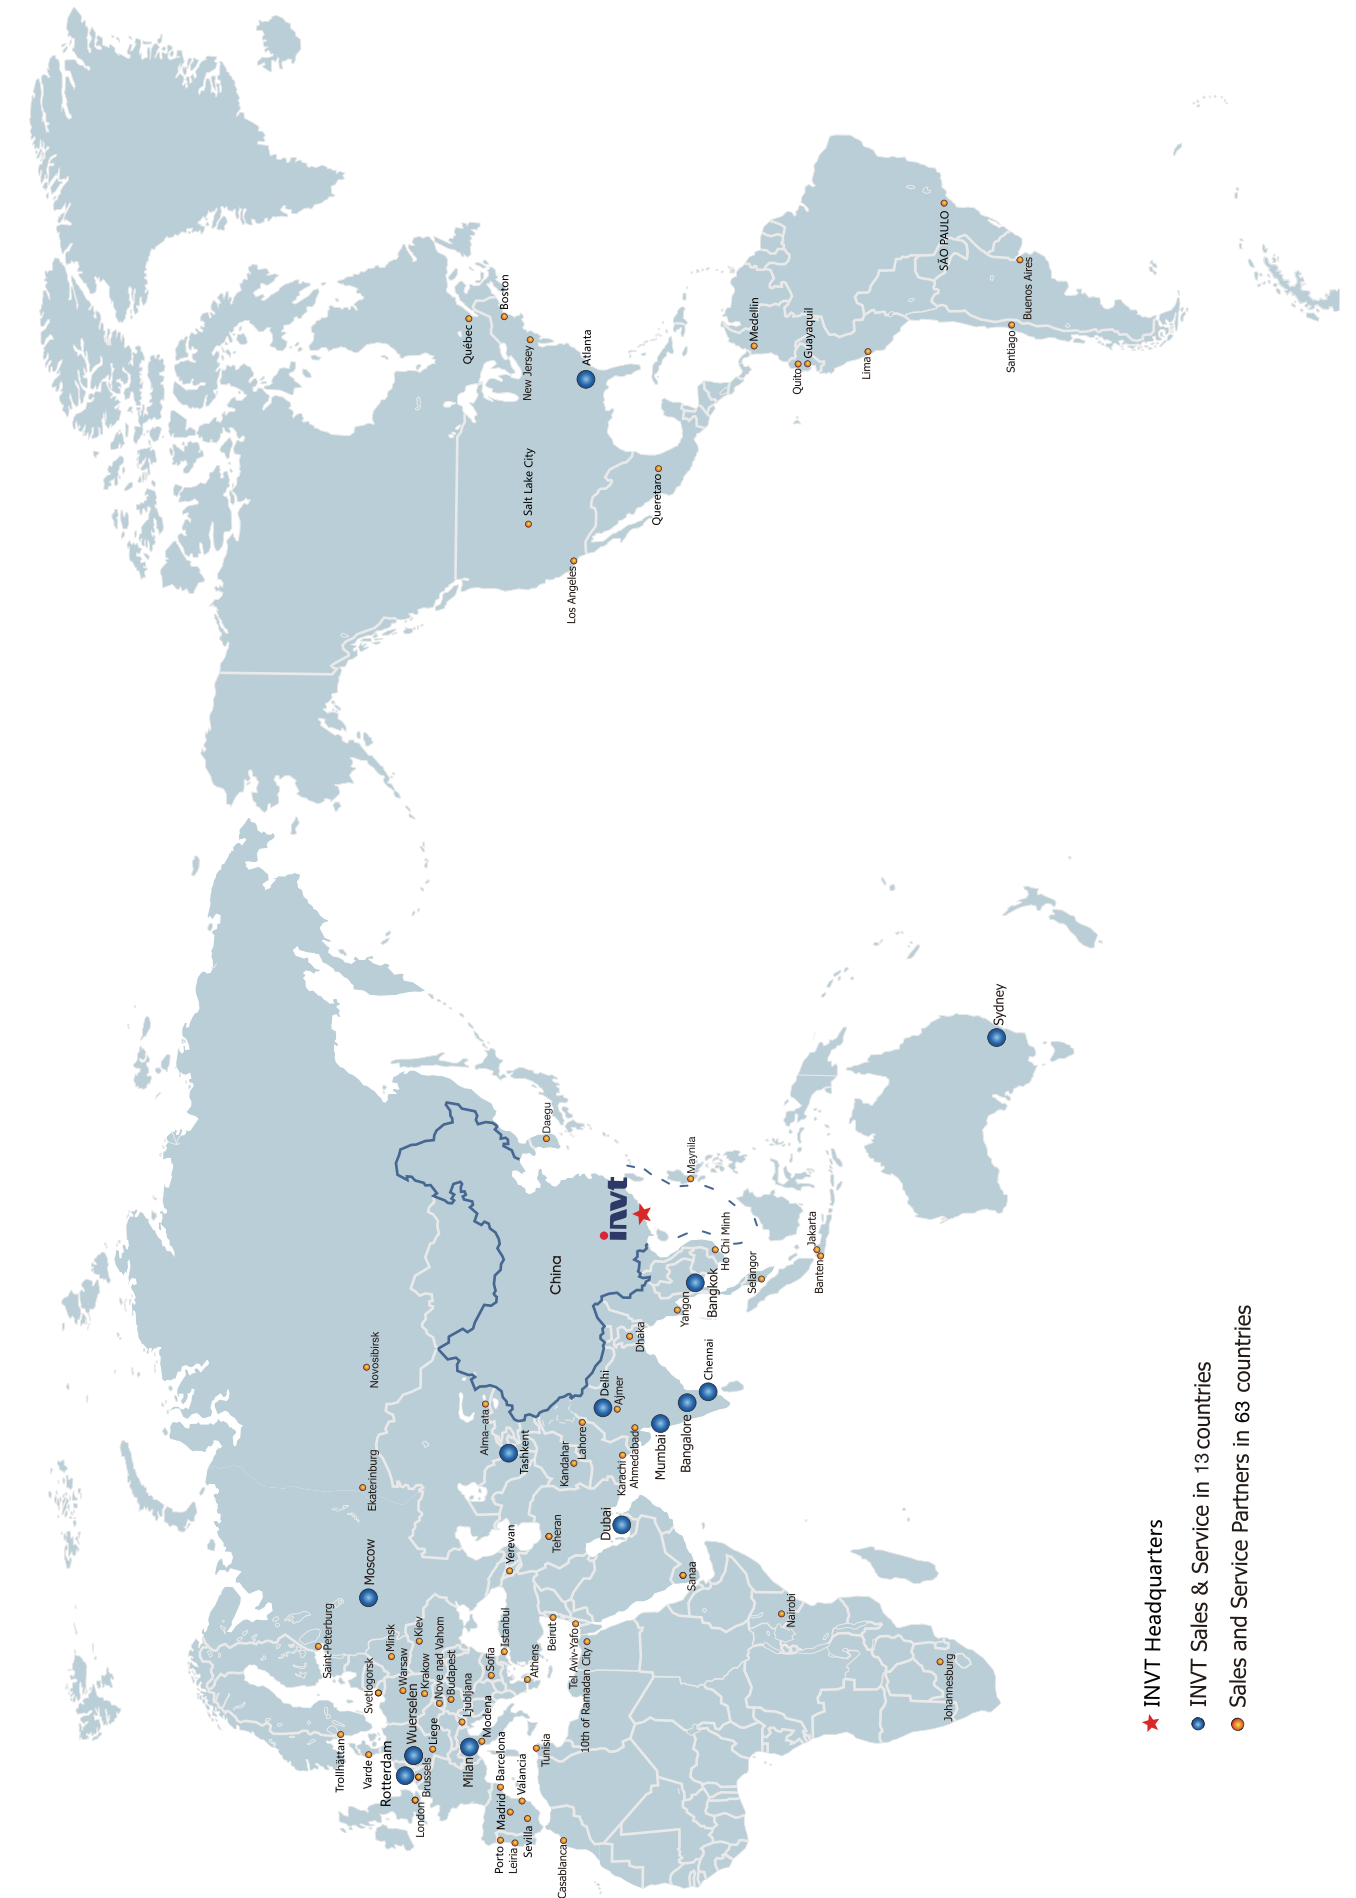 Trollhättan
Saint-Peterburg
Moscow
Ekaterinburg
Novosibirsk
Varde
Svetlogorsk
Minsk
Rotterdam
Wuerselen
Warsaw
London
Brussels
Liege
Krakow
Kiev
Nove nad Vahom
Budapest
Milan
Ljubljana
Modena
Sofia
Istanbul
Yerevan
Tashkent
Alma-ata
Porto
Leiria
Madrid
Barcelona
Sevilla
Valancia
Athens
Tunisia
Casablanca
Beirut
Tel Aviv-Yafo
10th of Ramadan City
Teheran
Kandahar
Lahore
Dubai
Karachi
Ahmedabad
Delhi
Ajmer
Mumbai
Bangalore
Chennai
Dhaka
Sanaa
Nairobi
Johannesburg
China
invt
Daegu
Yangon
Bangkok
Ho Chi Minh
Maynila
Selangor
Banten
Jakarta
Sydney
Québec
Boston
New Jersey
Atlanta
Salt Lake City
Los Angeles
Queretaro
Medellin
Quito
Guayaquil
Lima
SÃO PAULO
Santiago
Buenos Aires
INVT Headquarters
INVT Sales & Service in 13 countries
Sales and Service Partners in 63 countries